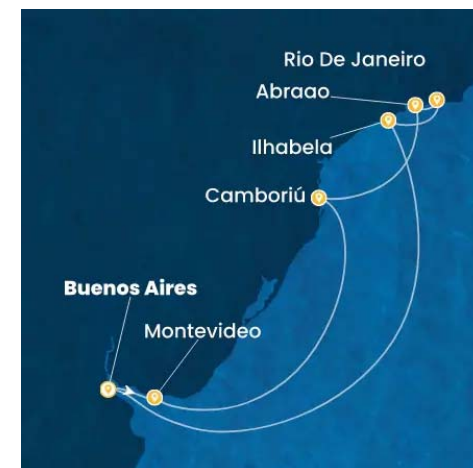 Rio De Janeiro
Abraao
Ilhabela
Camboriú
Buenos Aires
Montevideo